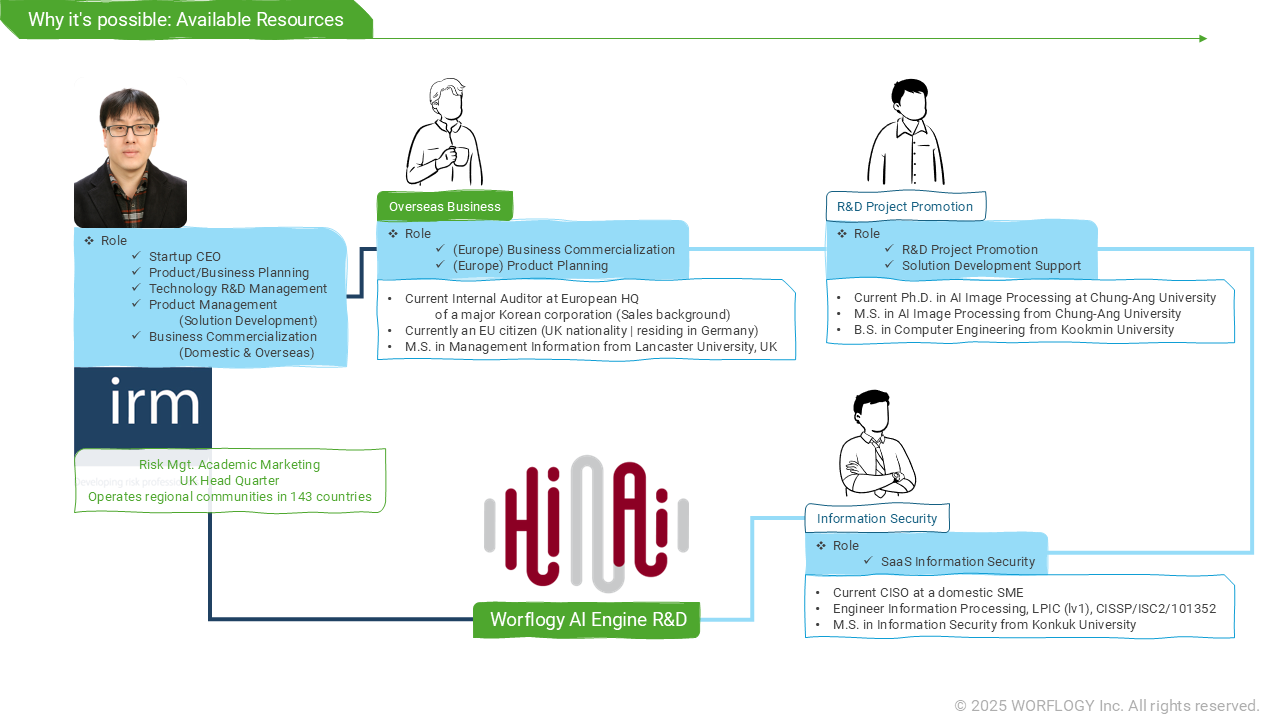 Why it's possible: Available Resources
Role
Startup CEO
Product/Business Planning
Technology R&D Management
Product Management
(Solution Development)
Business Commercialization
(Domestic & Overseas)
irm
Developing risk profess
Risk Mgt. Academic Marketing
UK Head Quarter
Operates regional communities in 143 countries
Overseas Business
Role
(Europe) Business Commercialization
(Europe) Product Planning
Current Internal Auditor at European HQ
of a major Korean corporation (Sales background)
Currently an EU citizen (UK nationality | residing in Germany)
M.S. in Management Information from Lancaster University, UK
R&D Project Promotion
Role
R&D Project Promotion
Solution Development Support
Current Ph.D. in AI Image Processing at Chung-Ang University
M.S. in AI Image Processing from Chung-Ang University
B.S. in Computer Engineering from Kookmin University
HiNAi
Worflogy AI Engine R&D
Information Security
Role
SaaS Information Security
Current CISO at a domestic SME
Engineer Information Processing, LPIC (lv1), CISSP/ISC2/101352
M.S. in Information Security from Konkuk University
© 2025 WORFLOGY Inc. All rights reserved.